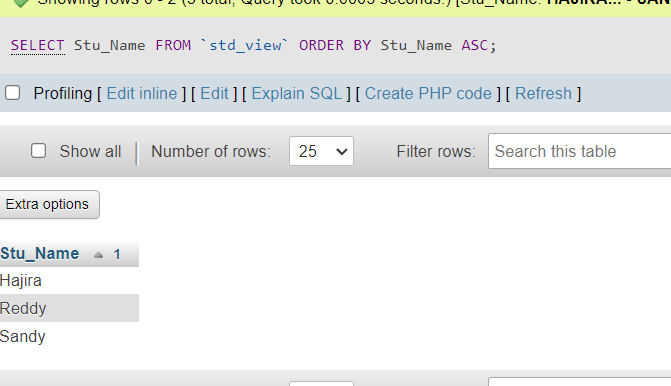 Showing rows 0 - 2 (3 total, Query took 0.0005 seconds.) [Stu_Name: HAJIRA... - SAN
SELECT Stu_Name FROM `std_view` ORDER BY Stu_Name ASC;
Profiling [ Edit inline ] [ Edit ] [ Explain SQL ] [ Create PHP code ] [ Refresh ]
Show all Number of rows: 25 Filter rows: Search this table
Extra options
Stu_Name 1
Hajira
Reddy
Sandy